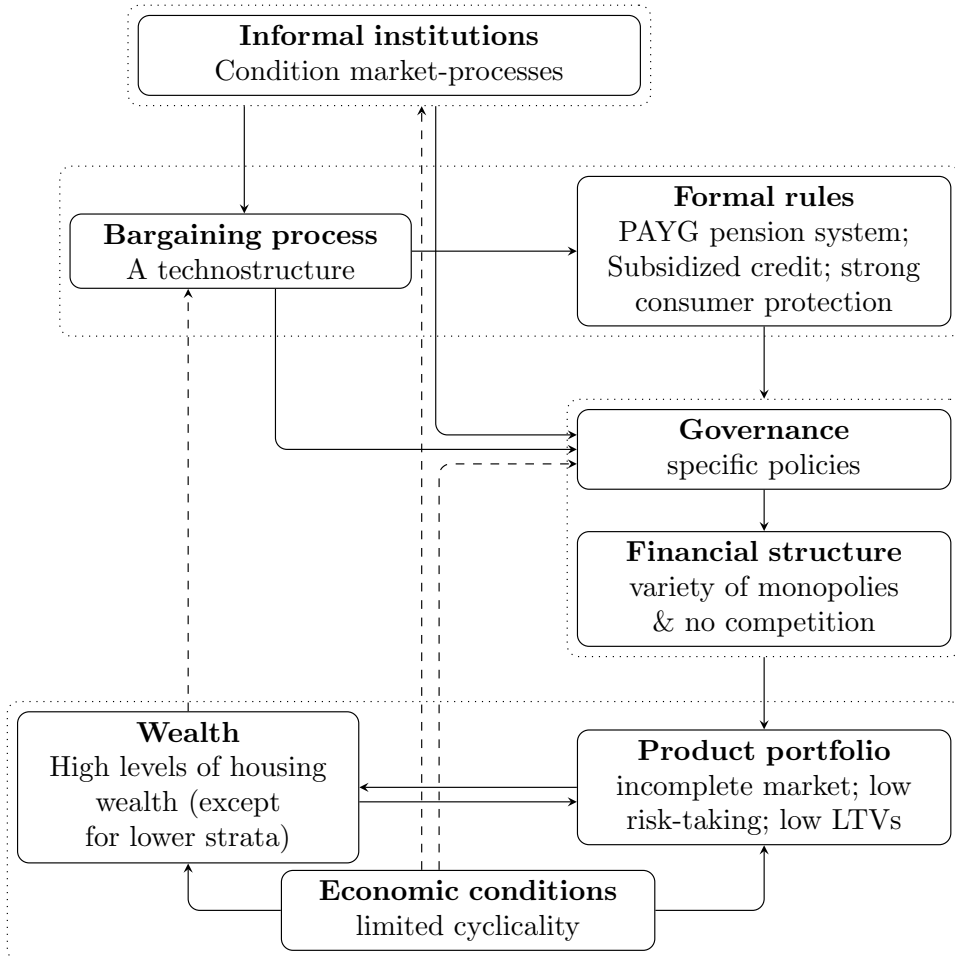 Informal institutions
Condition market-processes
Bargaining process
A technostructure
Formal rules
PAYG pension system;
Subsidized credit; strong
consumer protection
Governance
specific policies
Financial structure
variety of monopolies
& no competition
Wealth
High levels of housing
wealth (except
for lower strata)
Product portfolio
incomplete market; low
risk-taking; low LTVs
Economic conditions
limited cyclicality